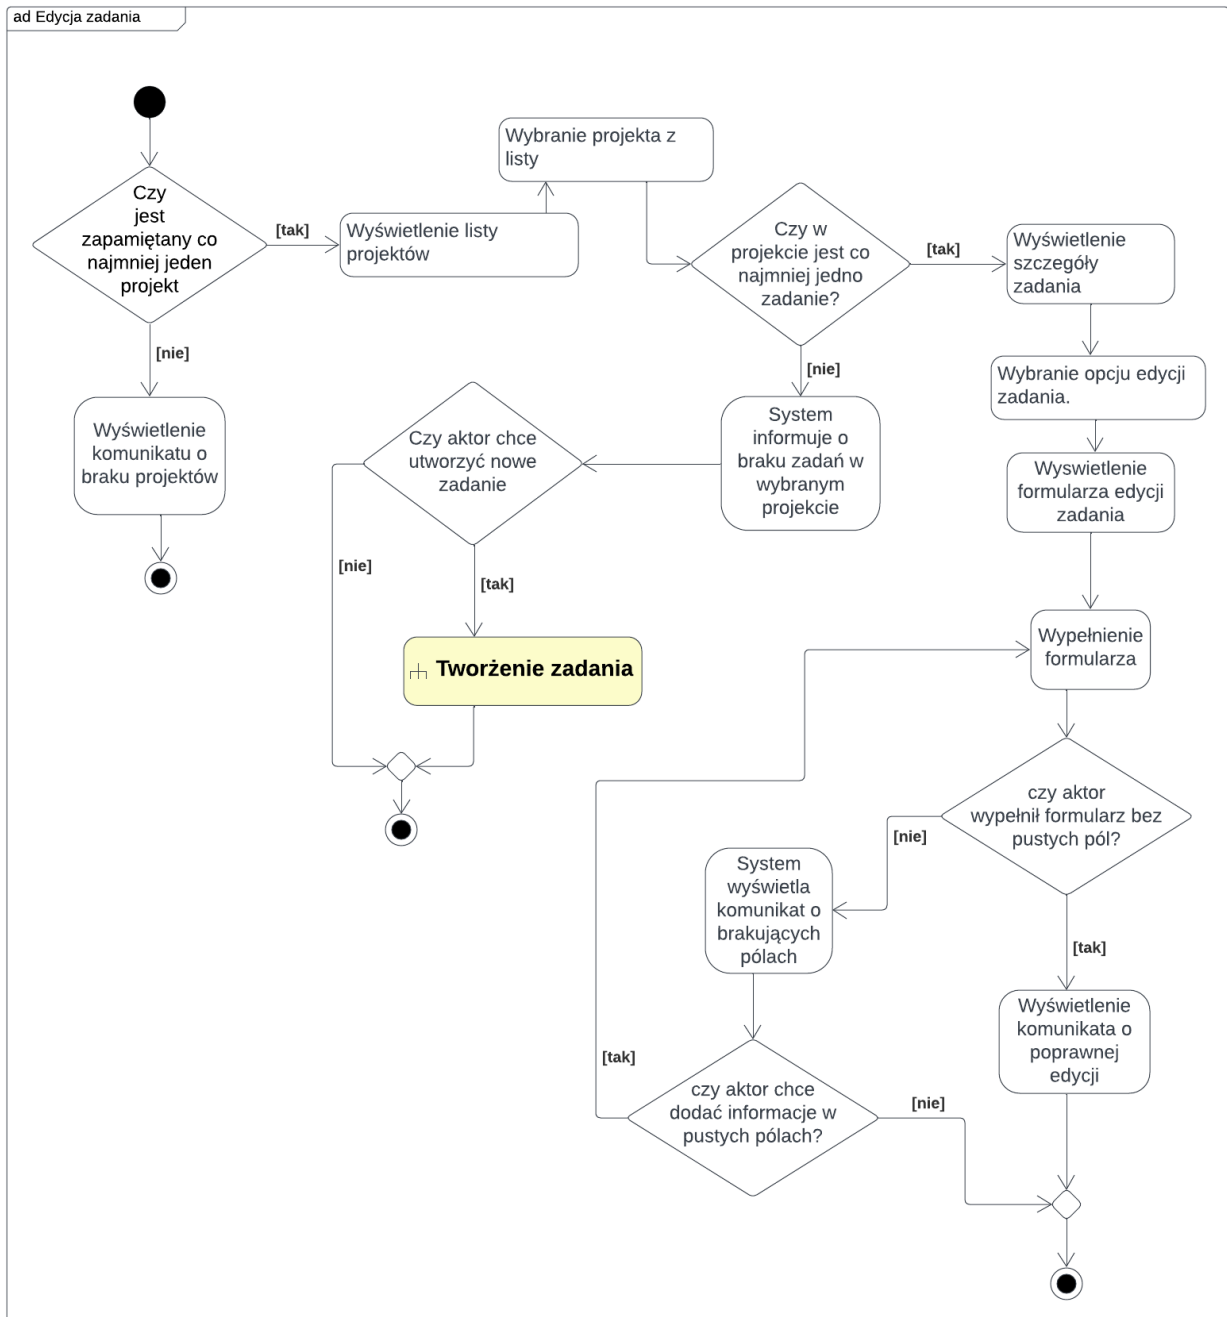 ad Edycja zadania
Czy
jest
zapamiętany co
najmniej jeden
projekt
[tak]
Wyświetlenie listy
projektów
Wybranie projekta z
listy
Czy w
projekcie jest co
najmniej jedno
zadanie?
[tak]
Wyświetlenie
szczegóły
zadania
[nie]
Wyświetlenie
komunikatu o
braku projektów
[nie]
System
informuje o
braku zadań w
wybranym
projekcie
Wybranie opcju edycji
zadania.
Czy aktor chce
utworzyć nowe
zadanie
Wyswietlenie
formularza edycji
zadania
[nie]
[tak]
Tworżenie zadania
Wypełnienie
formularza
czy aktor
wypełnił formularz bez
pustych pól?
[nie]
System
wyświetla
komunikat o
brakujących
pólach
[tak]
Wyświetlenie
komunikata o
poprawnej
edycji
[tak]
czy aktor chce
dodać informacje w
pustych pólach?
[nie]